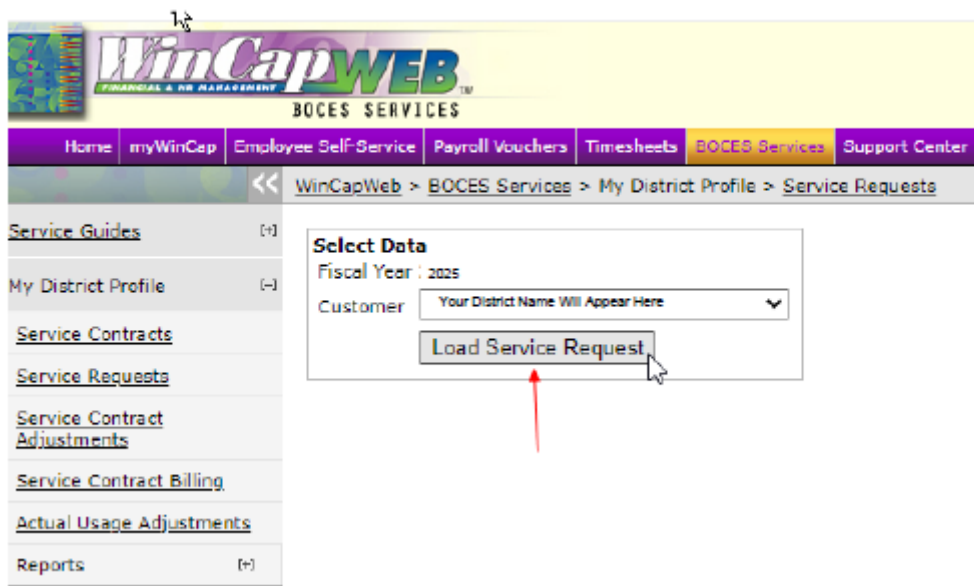 WinCapWEB TM
FINANCIAL & HR MANAGEMENT
BOCES SERVICES
Home myWinCap Employee Self-Service Payroll Vouchers Timesheets BOCES Services Support Center
<< WinCapWeb > BOCES Services > My District Profile > Service Requests
Service Guides [+]
My District Profile [-]
Service Contracts
Service Requests
Service Contract
Adjustments
Service Contract Billing
Actual Usage Adjustments
Reports [+]
Select Data
Fiscal Year : 2025
Customer Your District Name Will Appear Here
Load Service Request